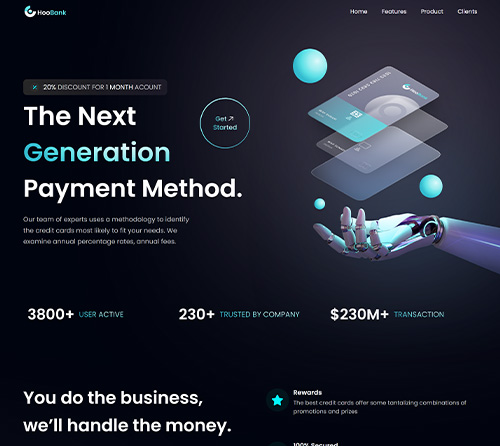 HooBank
Home Features Product Clients
20% DISCOUNT FOR 1 MONTH ACOUNT
The Next
Generation
Payment Method.
Get
Started
HooBank
Our team of experts uses a methodology to identify
the credit cards most likely to fit your needs. We
examine annual percentage rates, annual fees.
3800+ USER ACTIVE
230+ TRUSTED BY COMPANY
$230M+ TRANSACTION
You do the business,
we’ll handle the money.
Rewards
The best credit cards offer some tantalizing combinations of
promotions and prizes
100% Secured